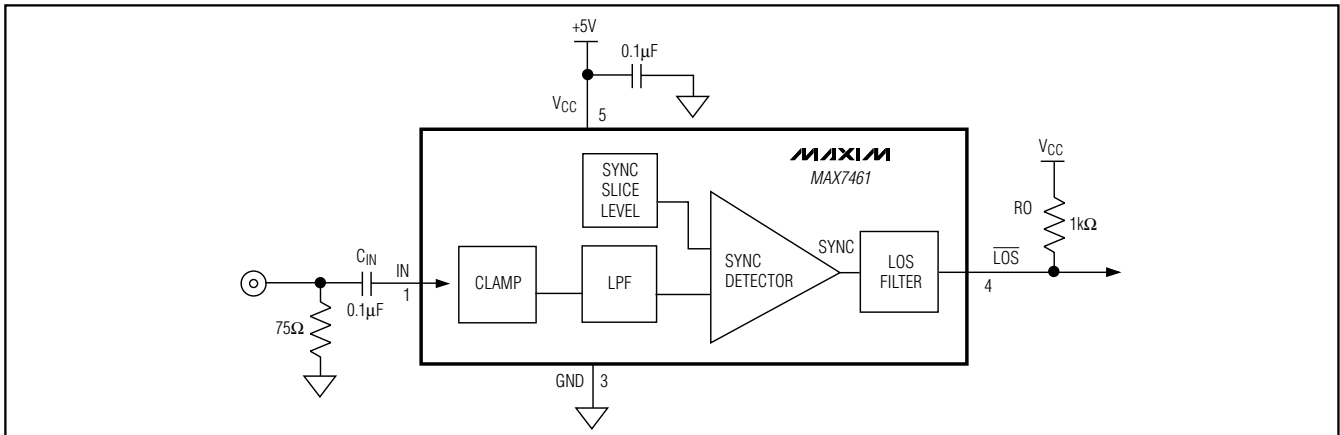 +5V
0.1µF
VCC
5
MAXIM
MAX7461
SYNC
SLICE
LEVEL
VCC
RO
1kΩ
CIN
IN
1
0.1µF
75Ω
CLAMP
LPF
SYNC
DETECTOR
SYNC
LOS
FILTER
LOS
4
GND
3